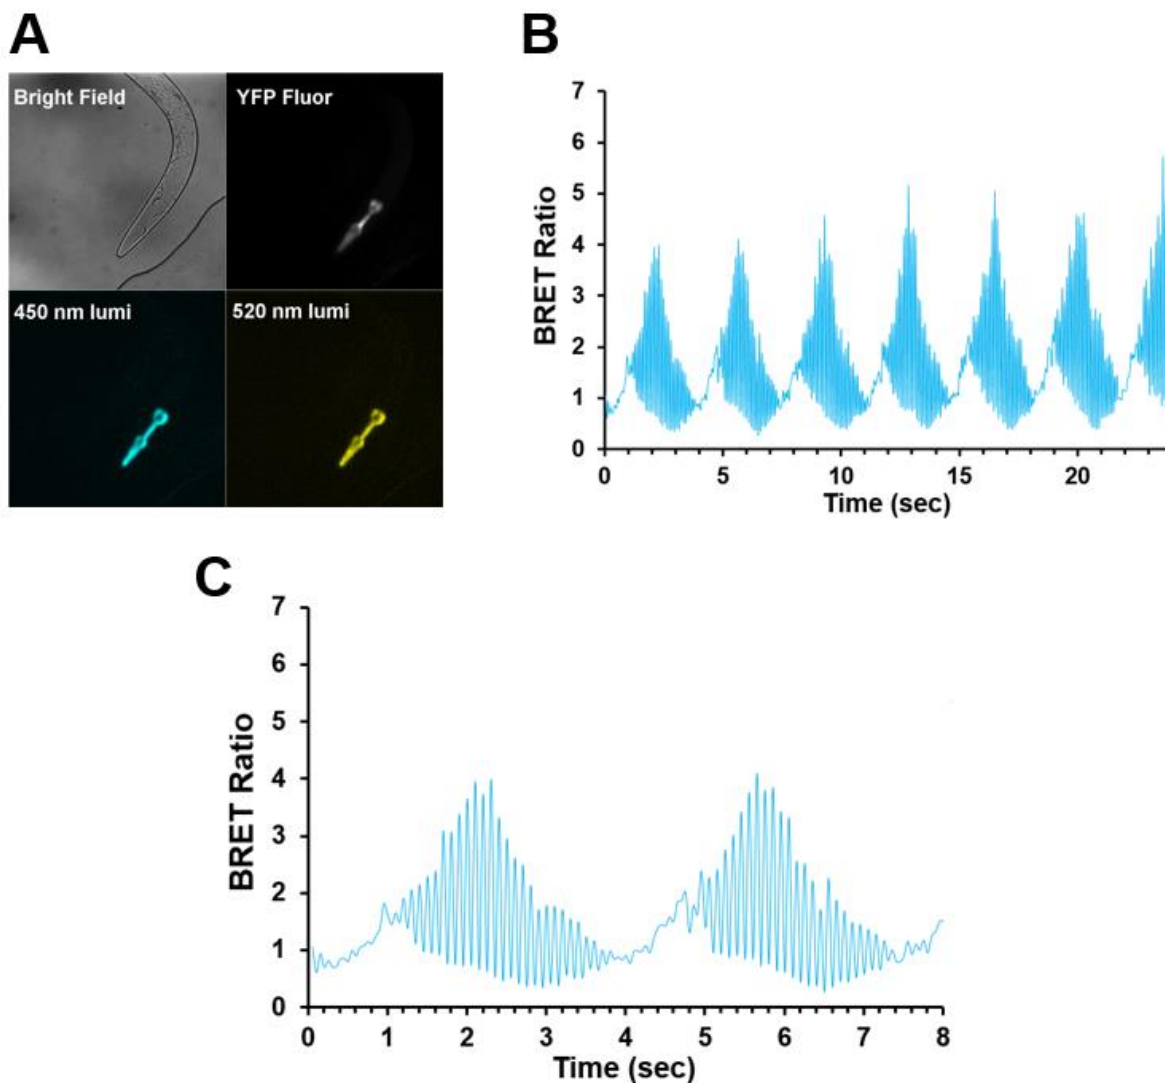 A
Bright Field
YFP Fluor
450 nm lumi
520 nm lumi
B
BRET Ratio
7
6
5
4
3
2
1
0
0 5 10 15 20
Time (sec)
C
BRET Ratio
7
6
5
4
3
2
1
0
0 1 2 3 4 5 6 7 8
Time (sec)